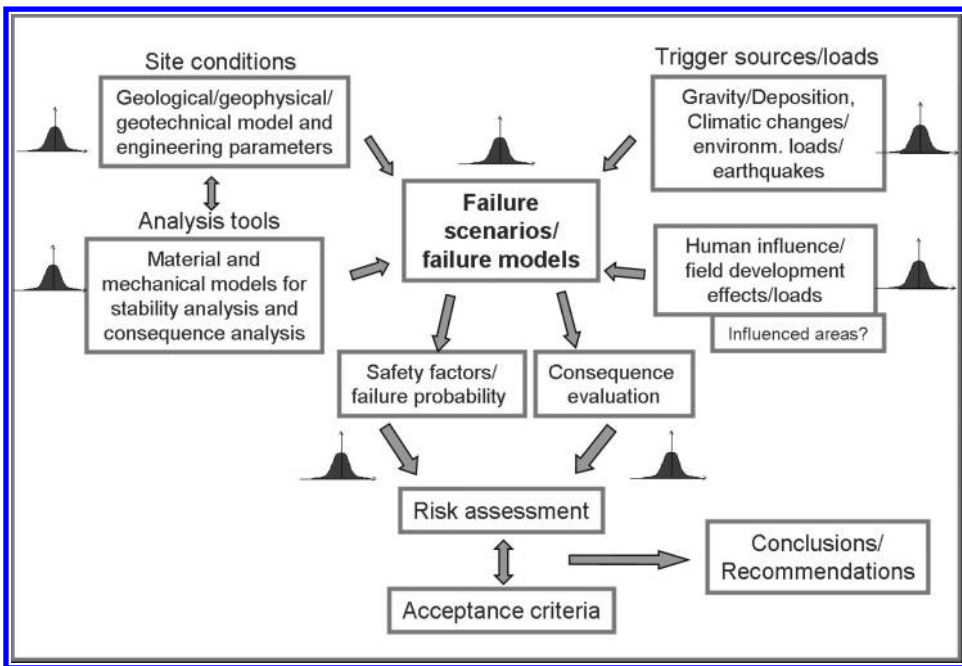 Site conditions
Geological/geophysical/
geotechnical model and
engineering parameters
Trigger sources/loads
Gravity/Deposition,
Climatic changes/
environm. loads/
earthquakes
Analysis tools
Material and
mechanical models for
stability analysis and
consequence analysis
Failure
scenarios/
failure models
Human influence/
field development
effects/loads
Influenced areas?
Safety factors/
failure probability
Consequence
evaluation
Risk assessment
Conclusions/
Recommendations
Acceptance criteria